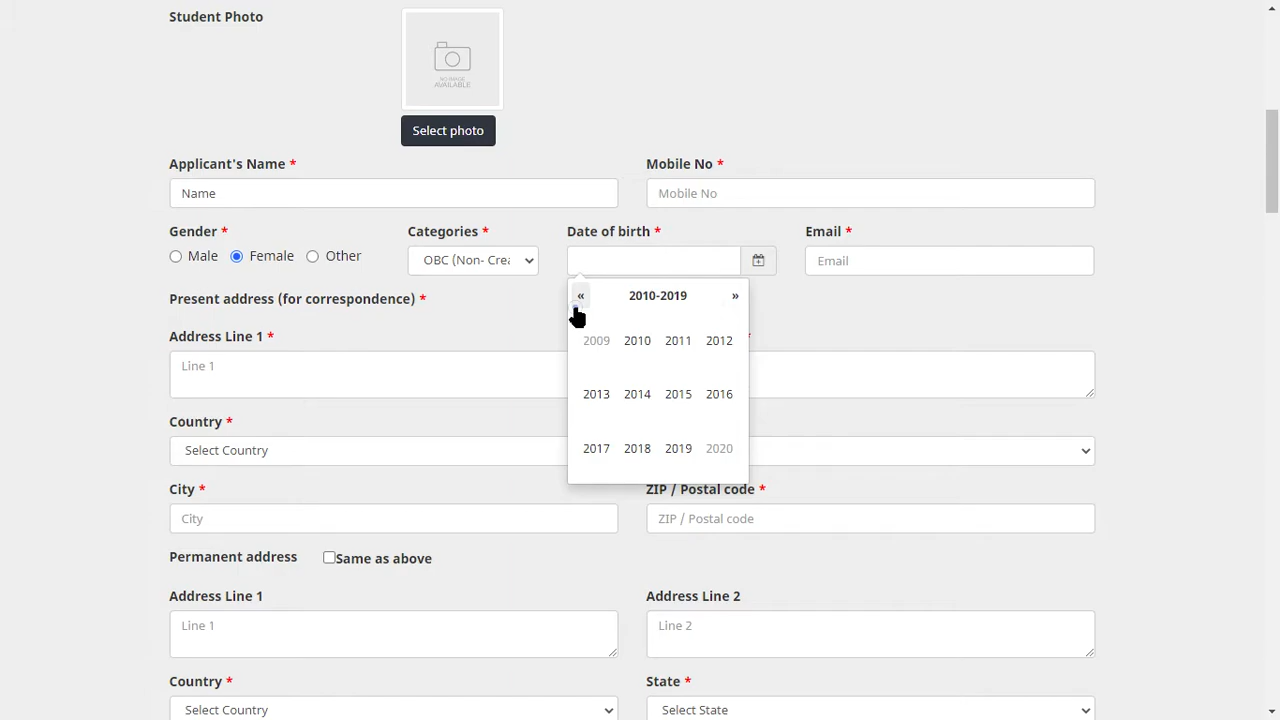 Student Photo
NO IMAGE
AVAILABLE
Select photo
Applicant's Name *
Mobile No *
Name
Mobile No
Gender *
Categories *
Date of birth *
Email *
Male
Female
Other
OBC (Non- Crea
Email
Present address (for correspondence) *
« 2010-2019 »
Address Line 1 *
*
2009 2010 2011 2012
Line 1
2013 2014 2015 2016
Country *
Select Country
2017 2018 2019 2020
City *
ZIP / Postal code *
City
ZIP / Postal code
Permanent address
Same as above
Address Line 1
Address Line 2
Line 1
Line 2
Country *
State *
Select Country
Select State